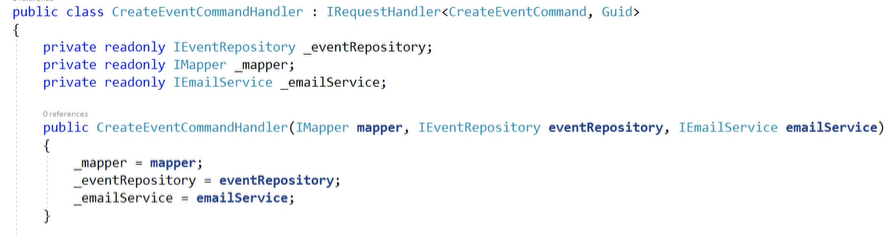 public class CreateEventCommandHandler : IRequestHandler<CreateEventCommand, Guid>
{
private readonly IEventRepository _eventRepository;
private readonly IMapper _mapper;
private readonly IEmailService _emailService;
0 references
public CreateEventCommandHandler(IMapper mapper, IEventRepository eventRepository, IEmailService emailService)
{
_mapper = mapper;
_eventRepository = eventRepository;
_emailService = emailService;
}